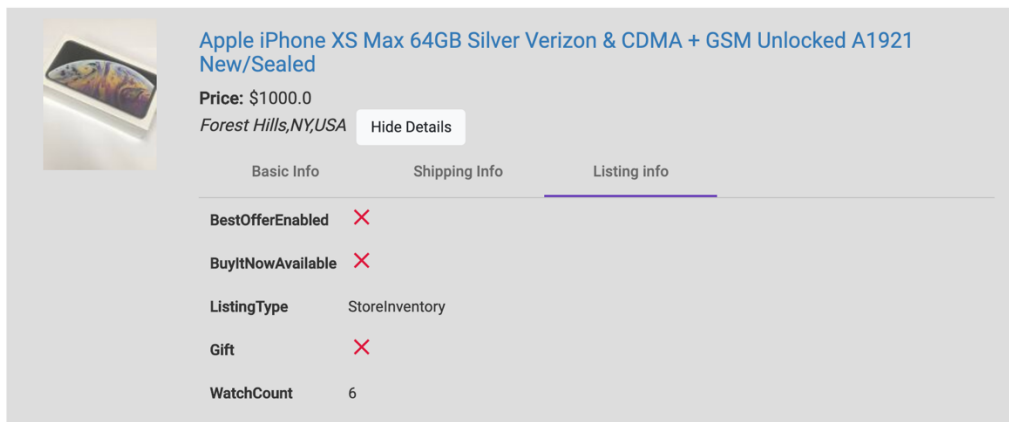 Apple iPhone XS Max 64GB Silver Verizon & CDMA + GSM Unlocked A1921
New/Sealed
Price: $1000.0
Forest Hills,NY,USA Hide Details
Basic Info Shipping Info Listing info
BestOfferEnabled
BuyItNowAvailable
ListingType StoreInventory
Gift
WatchCount 6